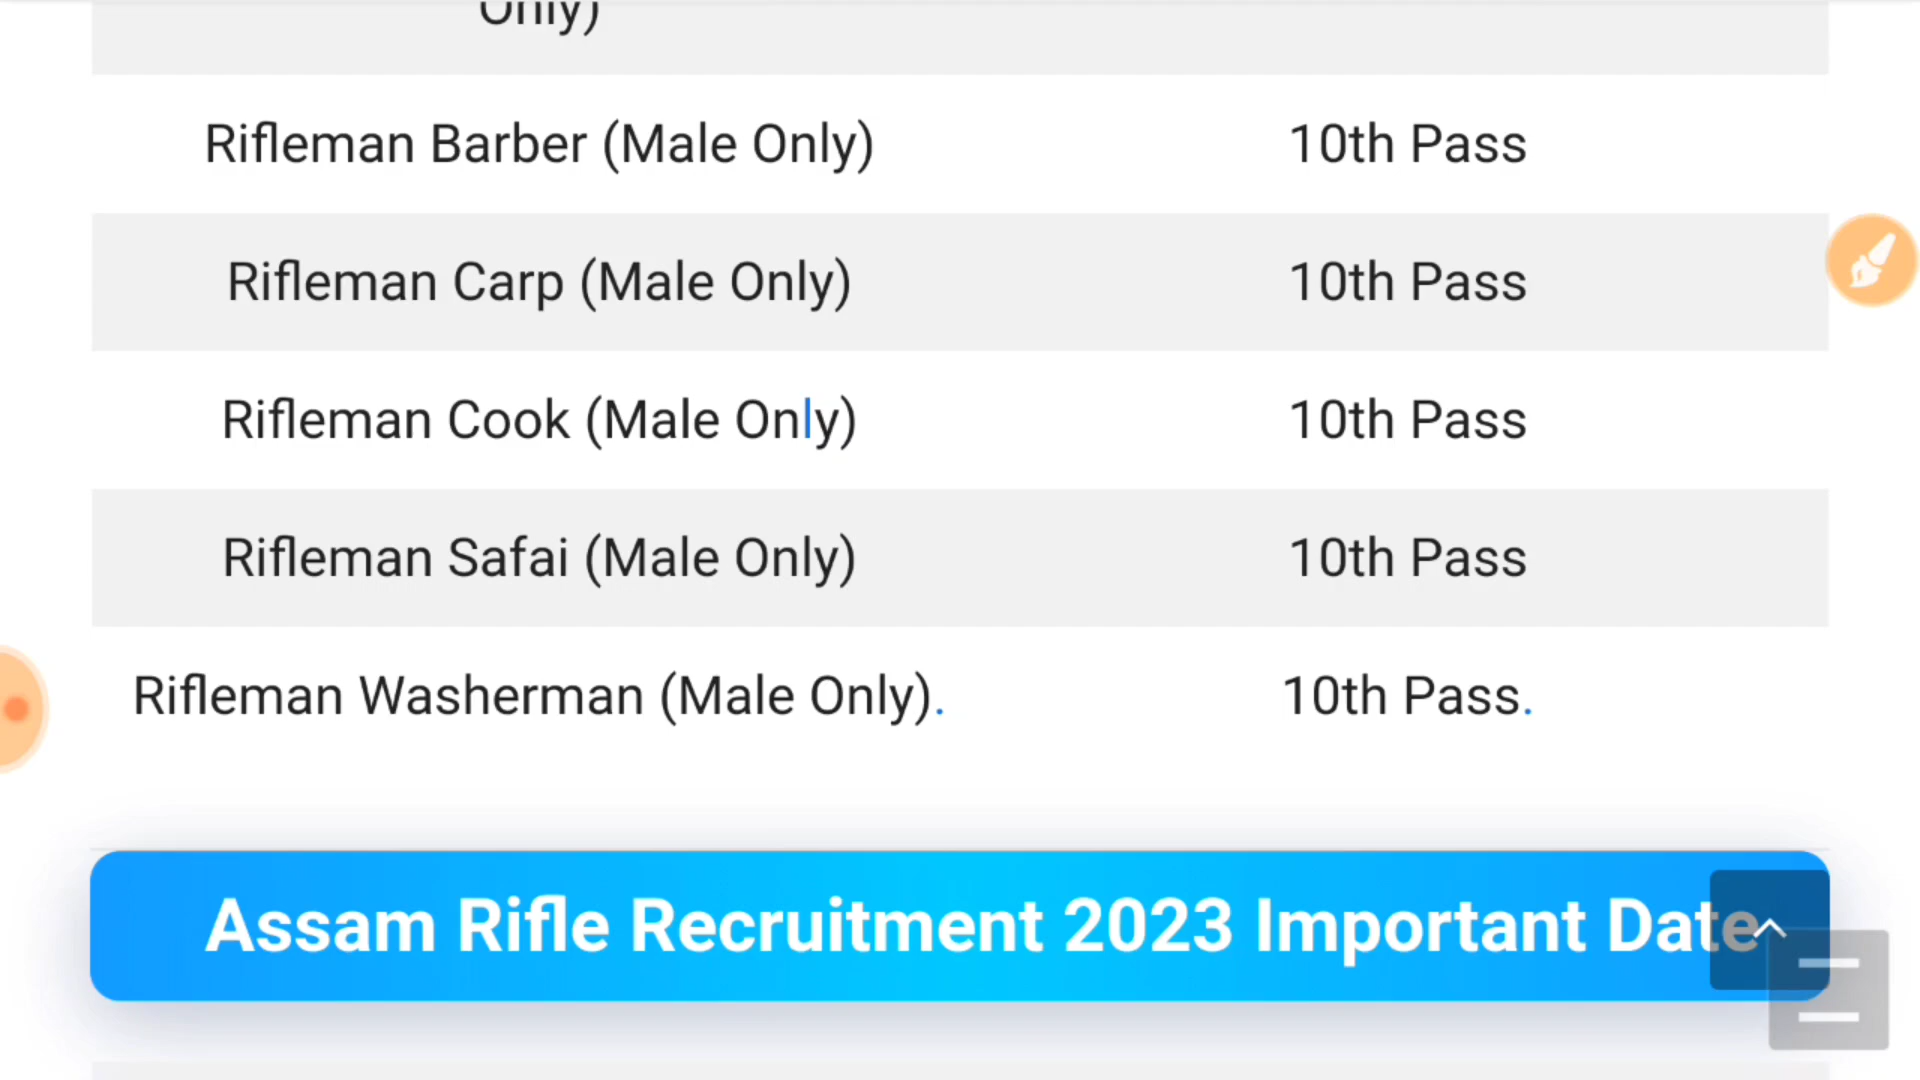 Only)
Rifleman Barber (Male Only) 10th Pass
Rifleman Carp (Male Only) 10th Pass
Rifleman Cook (Male Only) 10th Pass
Rifleman Safai (Male Only) 10th Pass
Rifleman Washerman (Male Only). 10th Pass.
Assam Rifle Recruitment 2023 Important Date